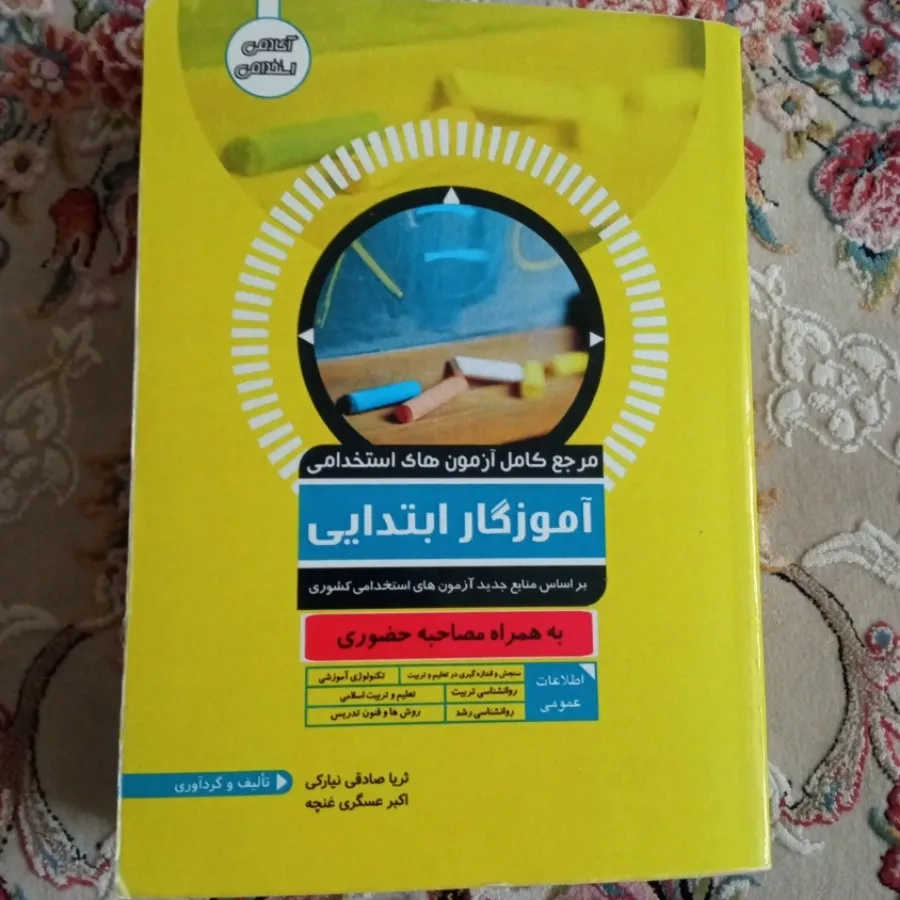 آکادمی
استخدامی
مرجع کامل آزمون های استخدامی
آموزگار ابتدایی
بر اساس منابع جدید آزمون های استخدامی کشوری
به همراه مصاحبه حضوری
اطلاعات
عمومی
سنجش و اندازه گیری در تعلیم و تربیت
تکنولوژی آموزشی
روانشناسی تربیت
تعلیم و تربیت اسلامی
روانشناسی رشد
روش ها و فنون تدریس
تألیف و گردآوری
ثریا صادقی نیارکی
اکبر عسگری غنچه